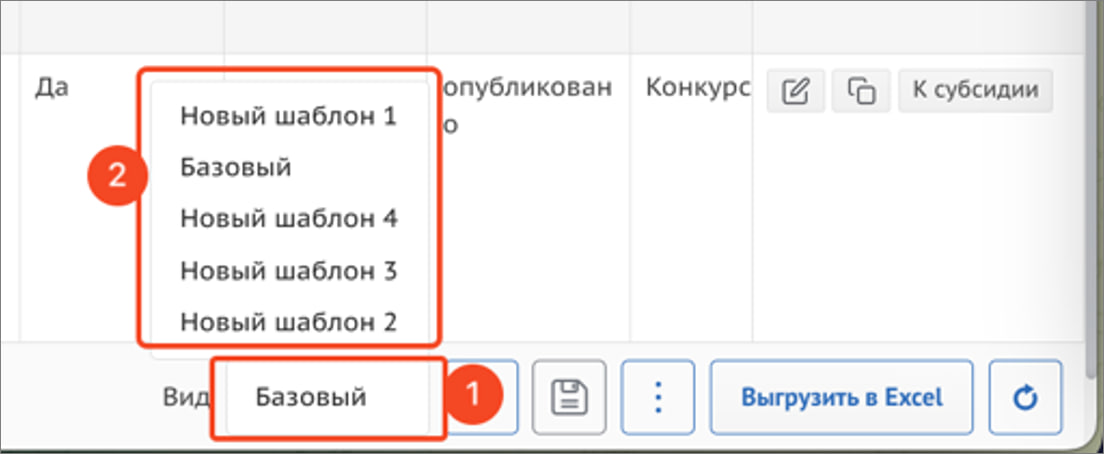 Да
опубликован
о
Конкурс
К субсидии
2
Новый шаблон 1
Базовый
Новый шаблон 4
Новый шаблон 3
Новый шаблон 2
Вид
Базовый
1
Выгрузить в Excel